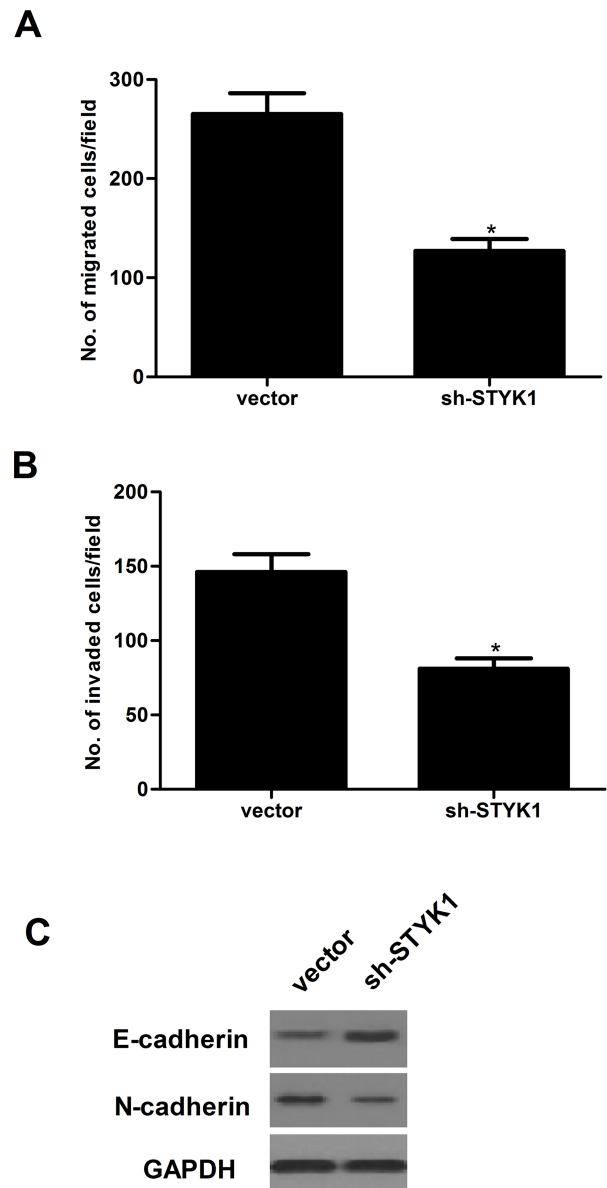 A
No. of migrated cells/field
300
200
100
0
*
vector sh-STYK1
B
No. of invaded cells/field
200
150
100
50
0
*
vector sh-STYK1
C
vector sh-STYK1
E-cadherin
N-cadherin
GAPDH